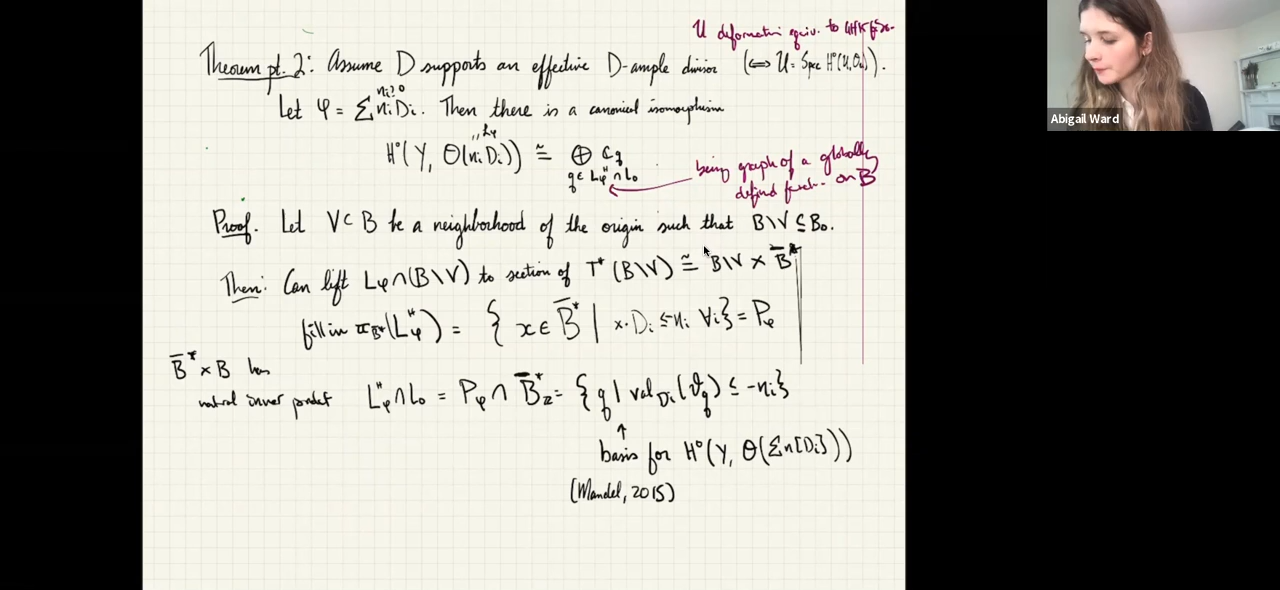 U deformation equiv. to
Theorem pt. 2: Assume D supports an effective D-ample divisor (⟺ U = Spec H⁰(U, O_U)).
nᵢ≥0
Let φ = Σ nᵢDᵢ. Then there is a canonical isomorphism
"L_φ
H⁰(Y, O(nᵢDᵢ)) ≅ ⊕ ℂ_q
q ∈ L_φ^H ∩ L₀
being graph of a globally
defined funct. on B
Proof. Let V ⊂ B be a neighborhood of the origin such that B\V ⊆ B₀.
Then: Can lift L_φ ∩ (B\V) to section of T*(B\V) ≅ B\V × B̄*
fill in π_B̄*(L_φ^H) = { x ∈ B̄* | x·Dᵢ ≤ nᵢ ∀i } = P_φ
B̄* × B has
natural inner product
L_φ^H ∩ L₀ = P_φ ∩ B̄*_ℤ = { q | val_Dᵢ(ϑ_q) ≤ -nᵢ }
↑
basis for H⁰(Y, O(Σn[Dᵢ]))
(Mandel, 2015)
Abigail Ward